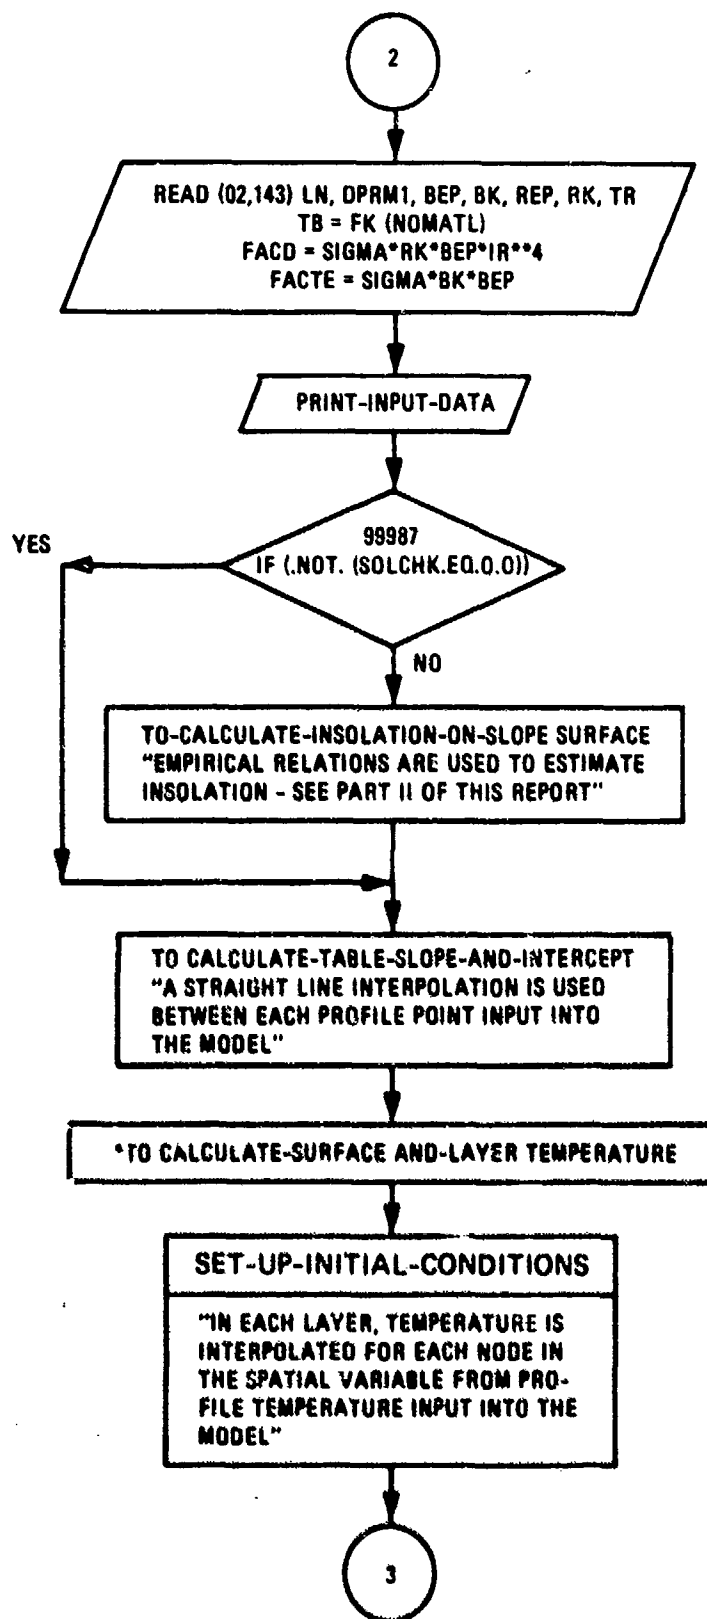 2
READ (02,143) LN, DPRM1, BEP, BK, REP, RK, TR
TB = FK (NOMATL)
FACD = SIGMA*RK*BEP*IR**4
FACTE = SIGMA*BK*BEP
PRINT-INPUT-DATA
99987
IF (.NOT. (SOLCHK.EQ.0.0))
YES
NO
TO-CALCULATE-INSOLATION-ON-SLOPE SURFACE
"EMPIRICAL RELATIONS ARE USED TO ESTIMATE
INSOLATION - SEE PART II OF THIS REPORT"
TO CALCULATE-TABLE-SLOPE-AND-INTERCEPT
"A STRAIGHT LINE INTERPOLATION IS USED
BETWEEN EACH PROFILE POINT INPUT INTO
THE MODEL"
*TO CALCULATE-SURFACE AND-LAYER TEMPERATURE
SET-UP-INITIAL-CONDITIONS
"IN EACH LAYER, TEMPERATURE IS
INTERPOLATED FOR EACH NODE IN
THE SPATIAL VARIABLE FROM PRO-
FILE TEMPERATURE INPUT INTO THE
MODEL"
3